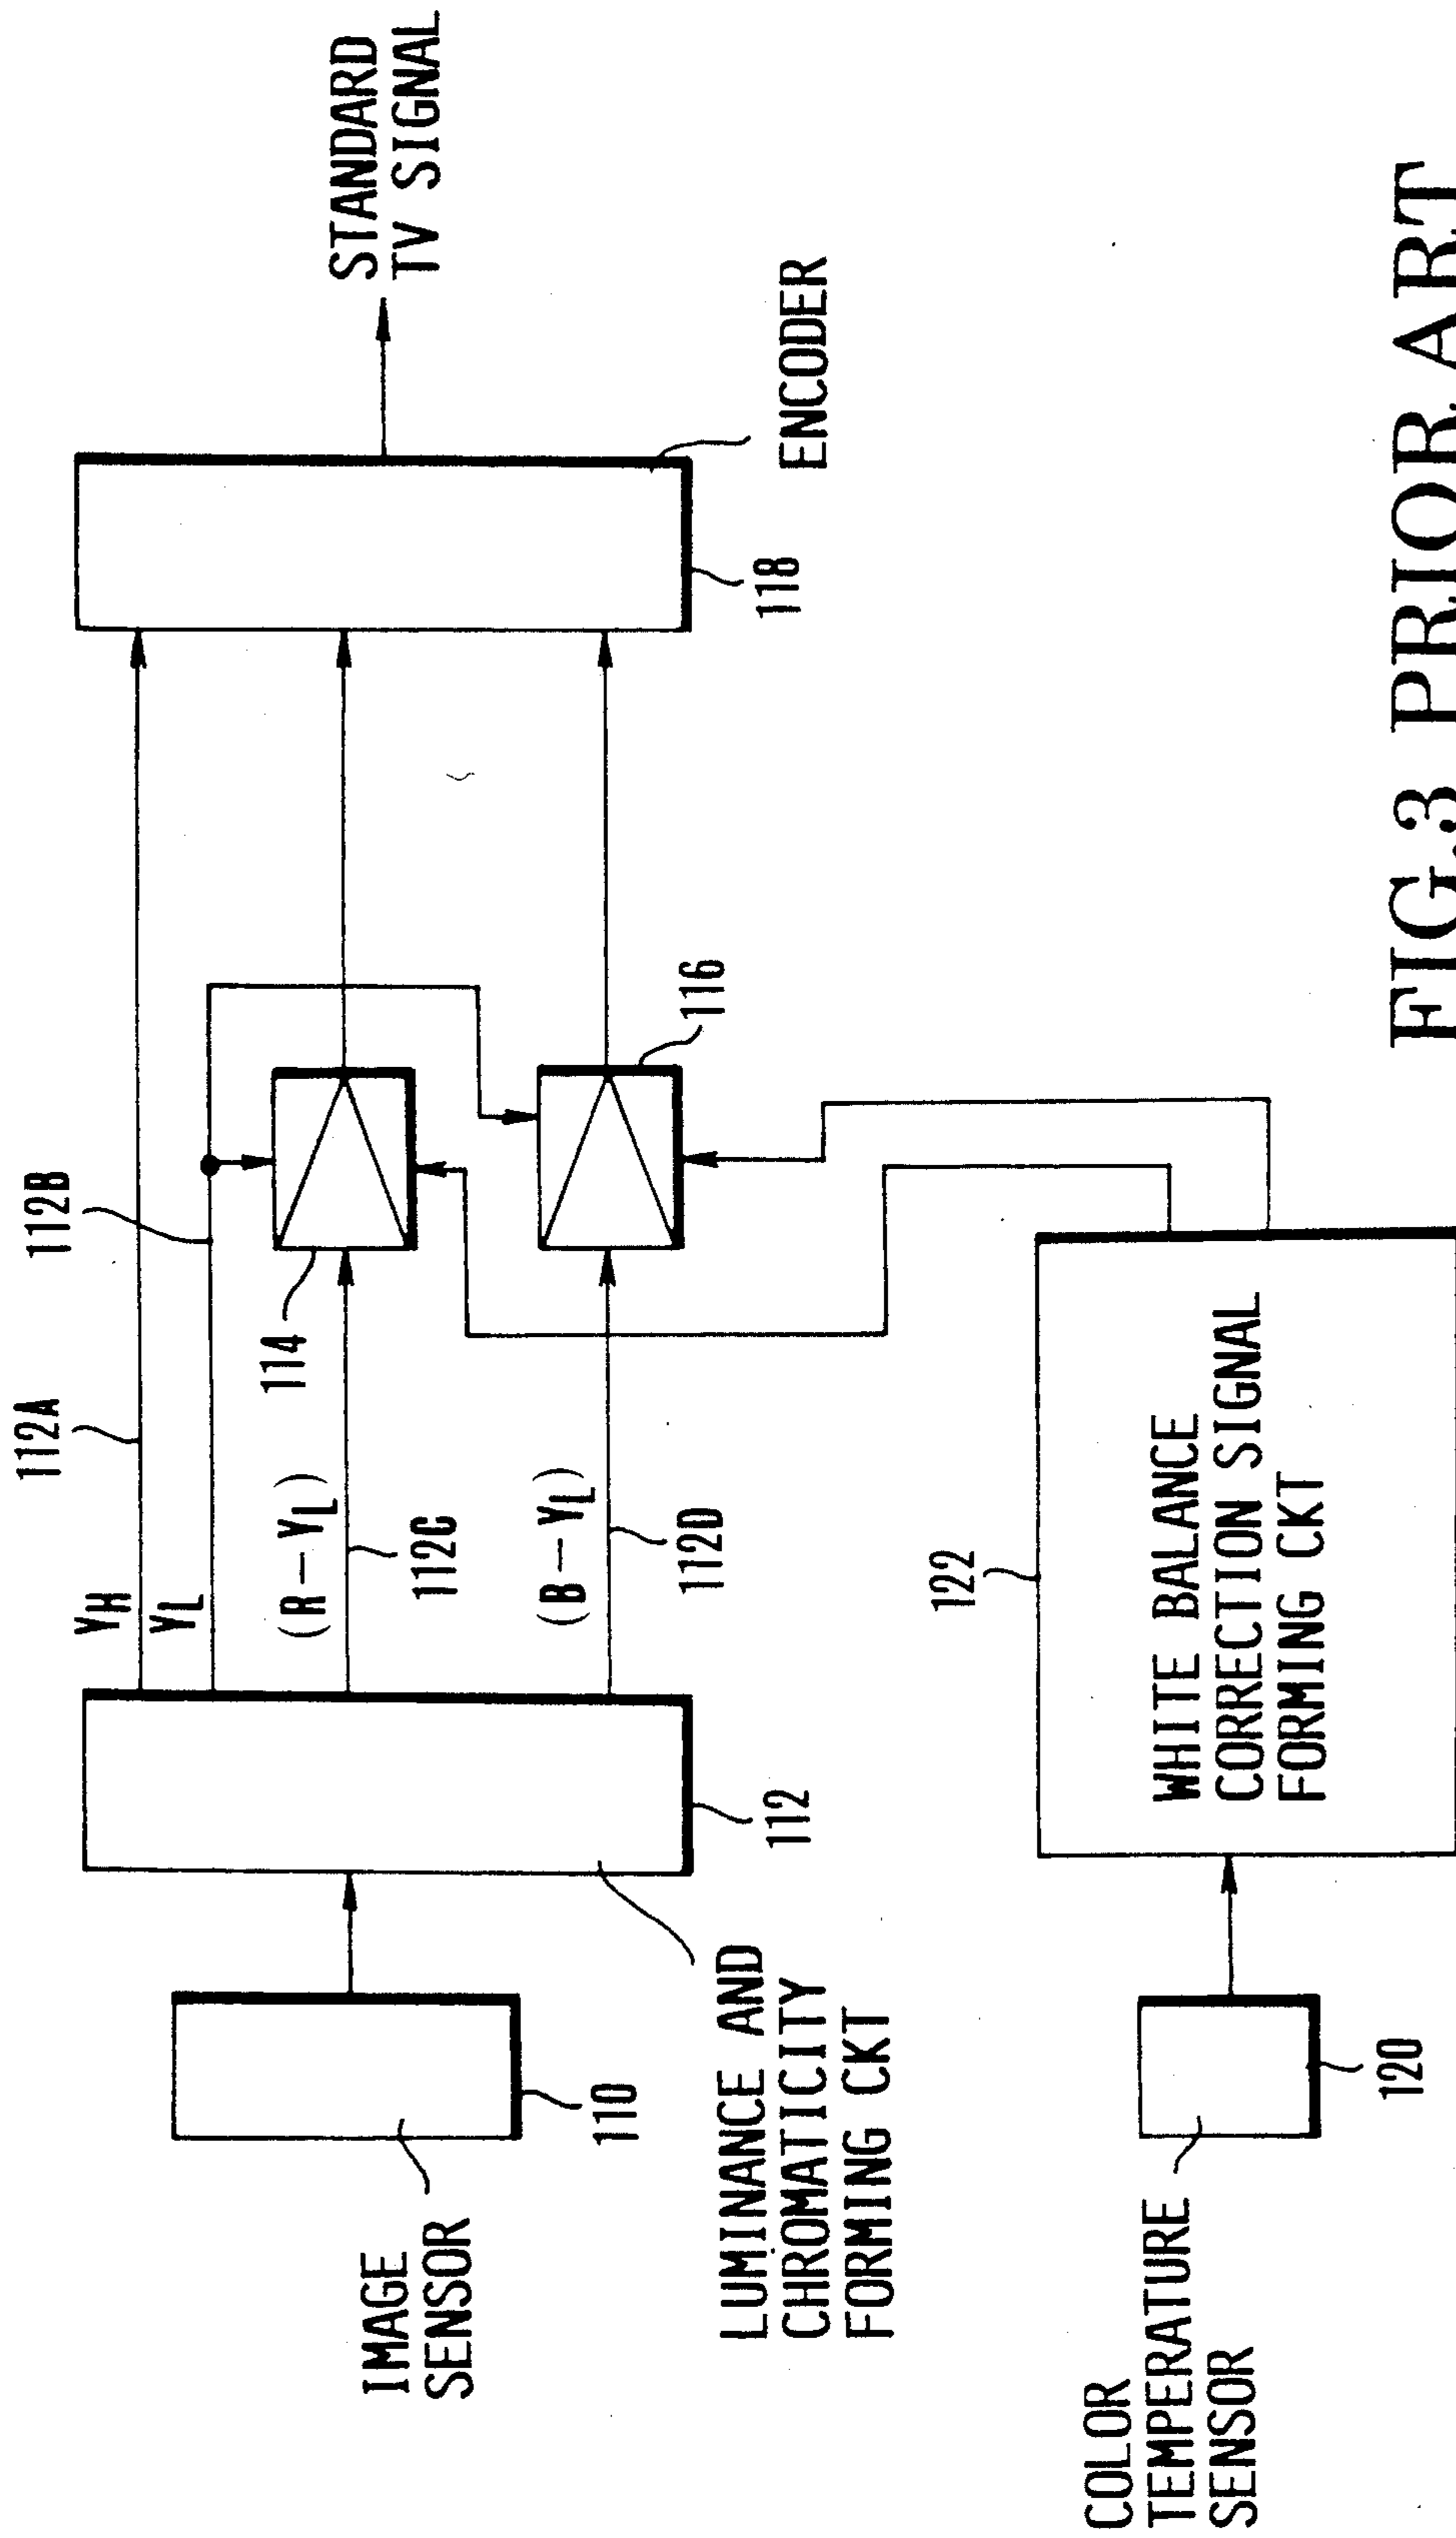 112A
112B
Y_H
Y_L
(R-Y_L)
112C
114
(B-Y_L)
112D
116
STANDARD
TV SIGNAL
ENCODER
118
IMAGE
SENSOR
110
LUMINANCE AND
CHROMATICITY
FORMING CKT
112
122
WHITE BALANCE
CORRECTION SIGNAL
FORMING CKT
COLOR
TEMPERATURE
SENSOR
120
FIG.3 PRIOR ART